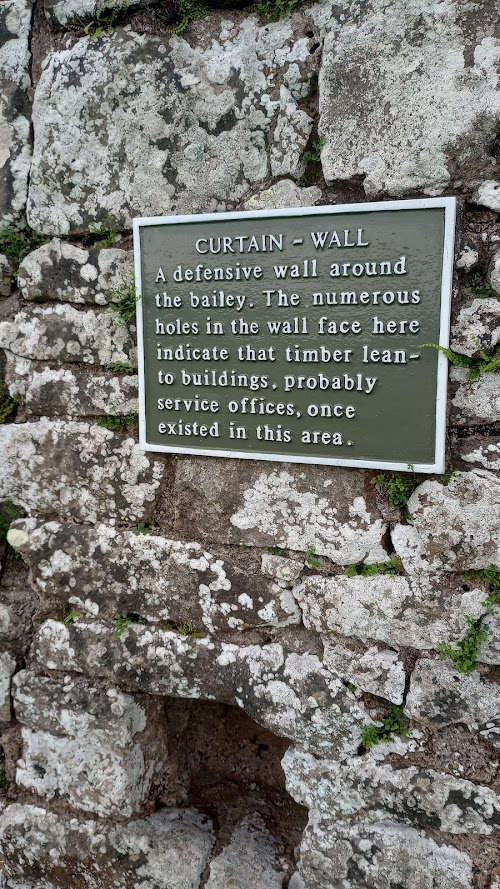 CURTAIN - WALL
A defensive wall around
the bailey. The numerous
holes in the wall face here
indicate that timber lean-
to buildings, probably
service offices, once
existed in this area.